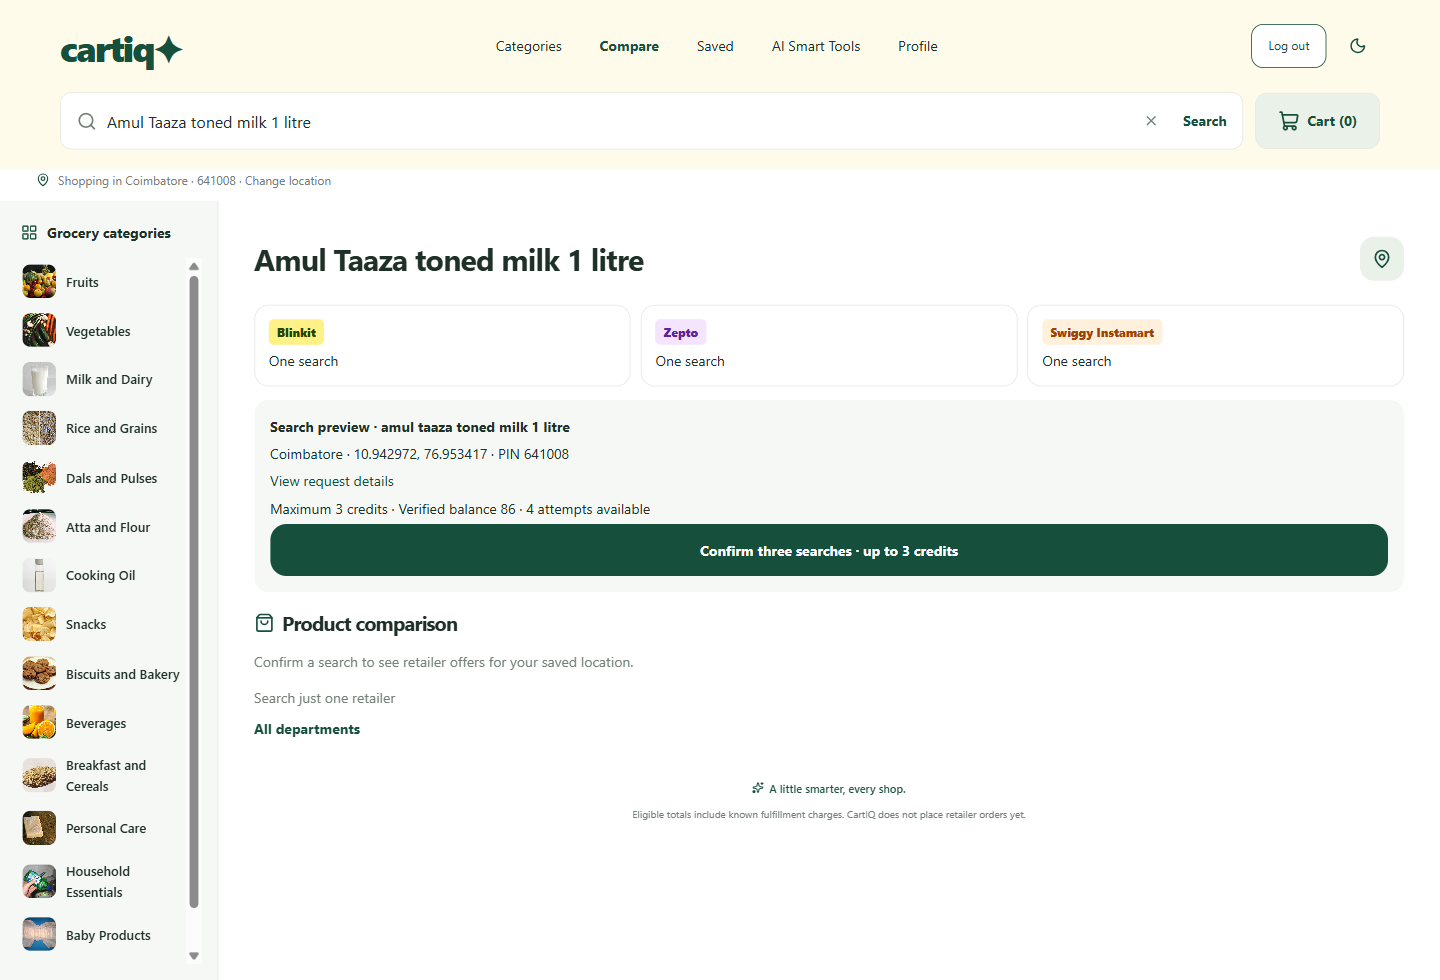 cartiq
Categories
Compare
Saved
AI Smart Tools
Profile
Log out
Amul Taaza toned milk 1 litre
Search
Cart (0)
Shopping in Coimbatore · 641008 · Change location
Grocery categories
Fruits
Vegetables
Milk and Dairy
Rice and Grains
Dals and Pulses
Atta and Flour
Cooking Oil
Snacks
Biscuits and Bakery
Beverages
Breakfast and
Cereals
Personal Care
Household
Essentials
Baby Products
Amul Taaza toned milk 1 litre
Blinkit
One search
Zepto
One search
Swiggy Instamart
One search
Search preview · amul taaza toned milk 1 litre
Coimbatore · 10.942972, 76.953417 · PIN 641008
View request details
Maximum 3 credits · Verified balance 86 · 4 attempts available
Confirm three searches · up to 3 credits
Product comparison
Confirm a search to see retailer offers for your saved location.
Search just one retailer
All departments
A little smarter, every shop.
Eligible totals include known fulfillment charges. CartIQ does not place retailer orders yet.